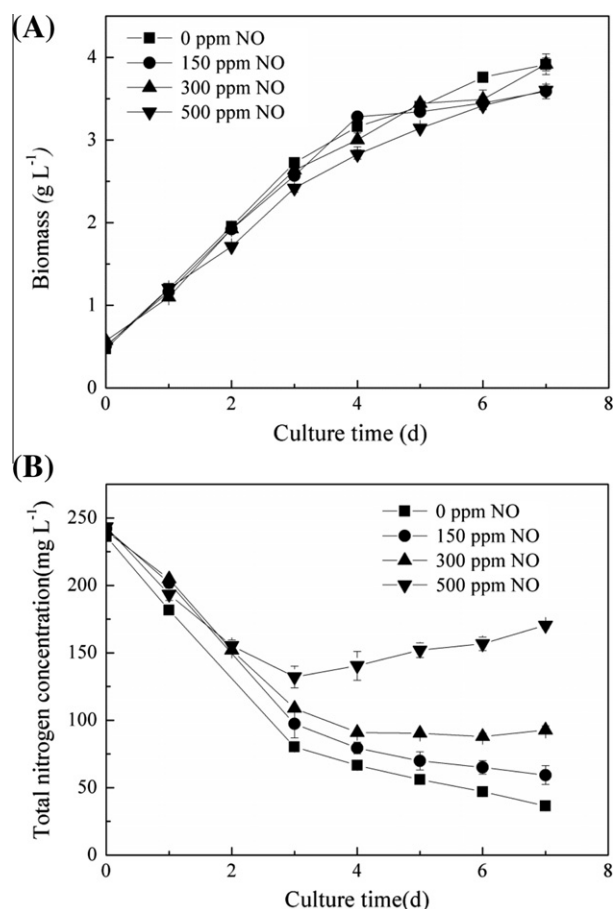 (A)
0 ppm NO
150 ppm NO
300 ppm NO
500 ppm NO
Biomass (g L⁻¹)
4
3
2
1
0
0 2 4 6 8
Culture time (d)
(B)
0 ppm NO
150 ppm NO
300 ppm NO
500 ppm NO
Total nitrogen concentration(mg L⁻¹)
250
200
150
100
50
0
0 2 4 6 8
Culture time(d)